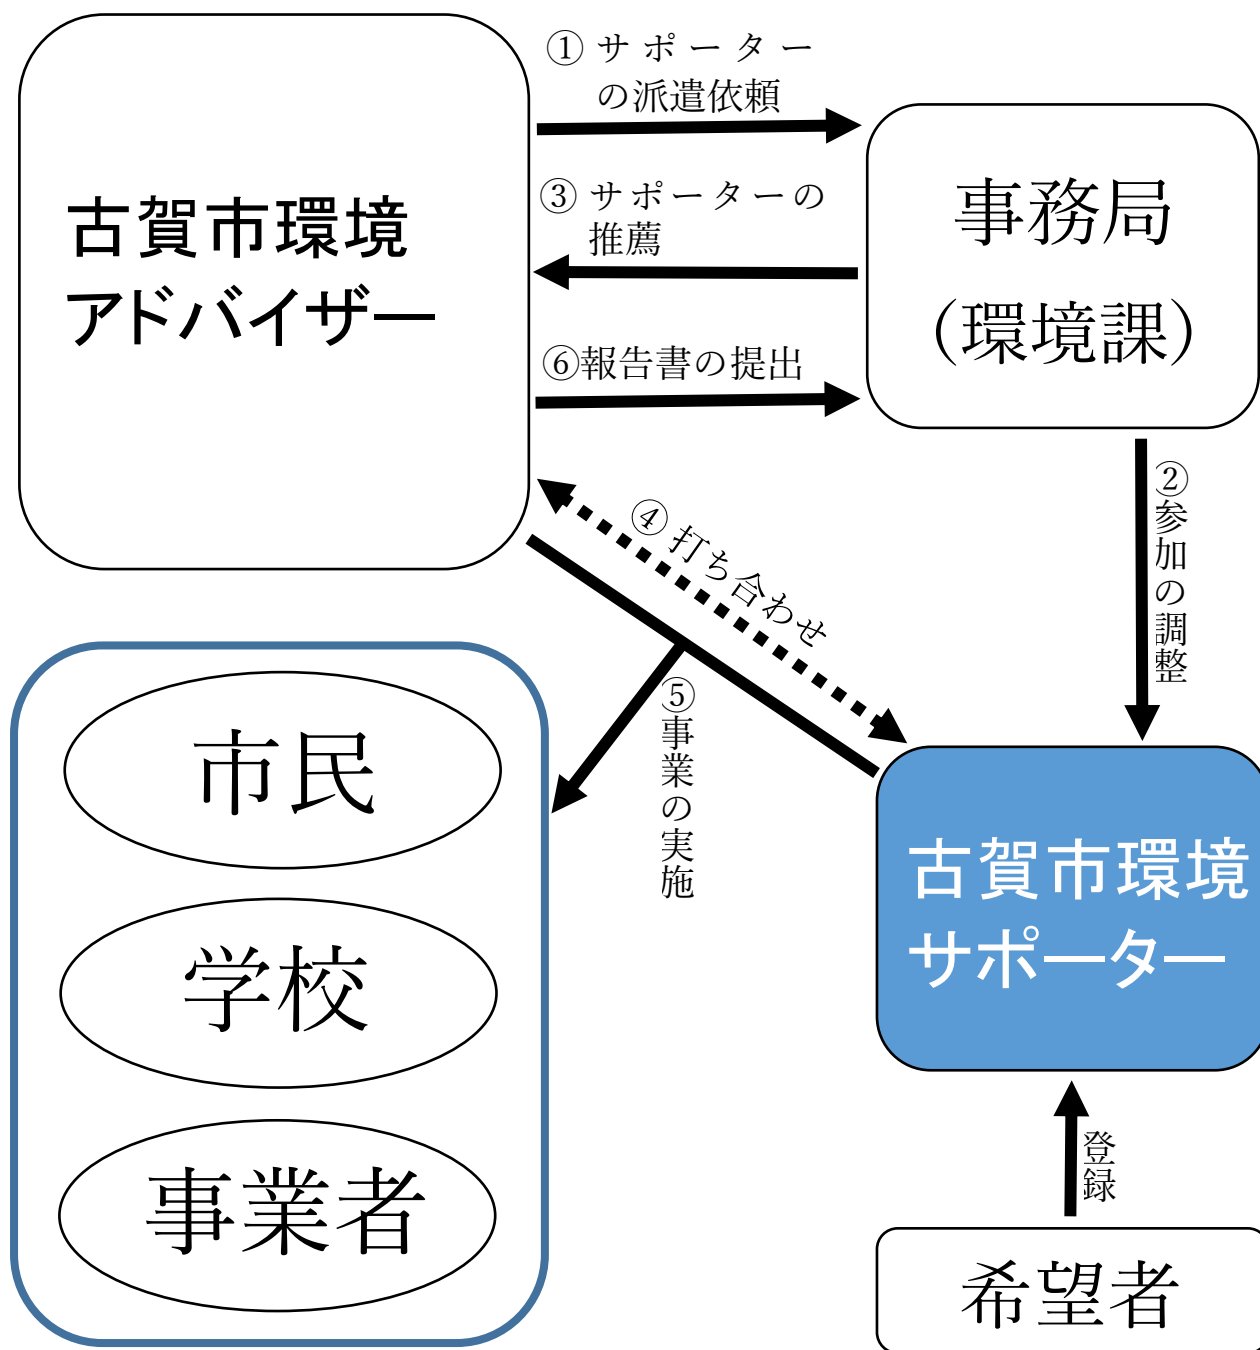 ①サポーター
の派遣依頼
古賀市環境
アドバイザー
③サポーターの
推薦
事務局
（環境課）
⑥報告書の提出
②参加の調整
④打ち合わせ
⑤事業の実施
市民
学校
事業者
古賀市環境
サポーター
登録
希望者